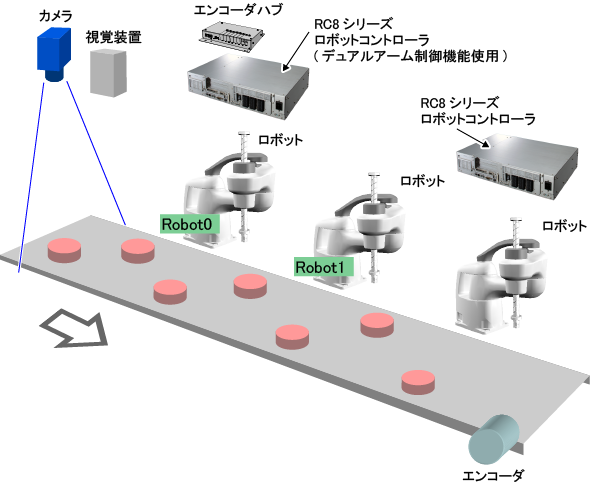 カメラ
視覚装置
エンコーダハブ
RC8 シリーズ
ロボットコントローラ
( デュアルアーム制御機能使用 )
RC8 シリーズ
ロボットコントローラ
ロボット
ロボット
ロボット
Robot0
Robot1
エンコーダ